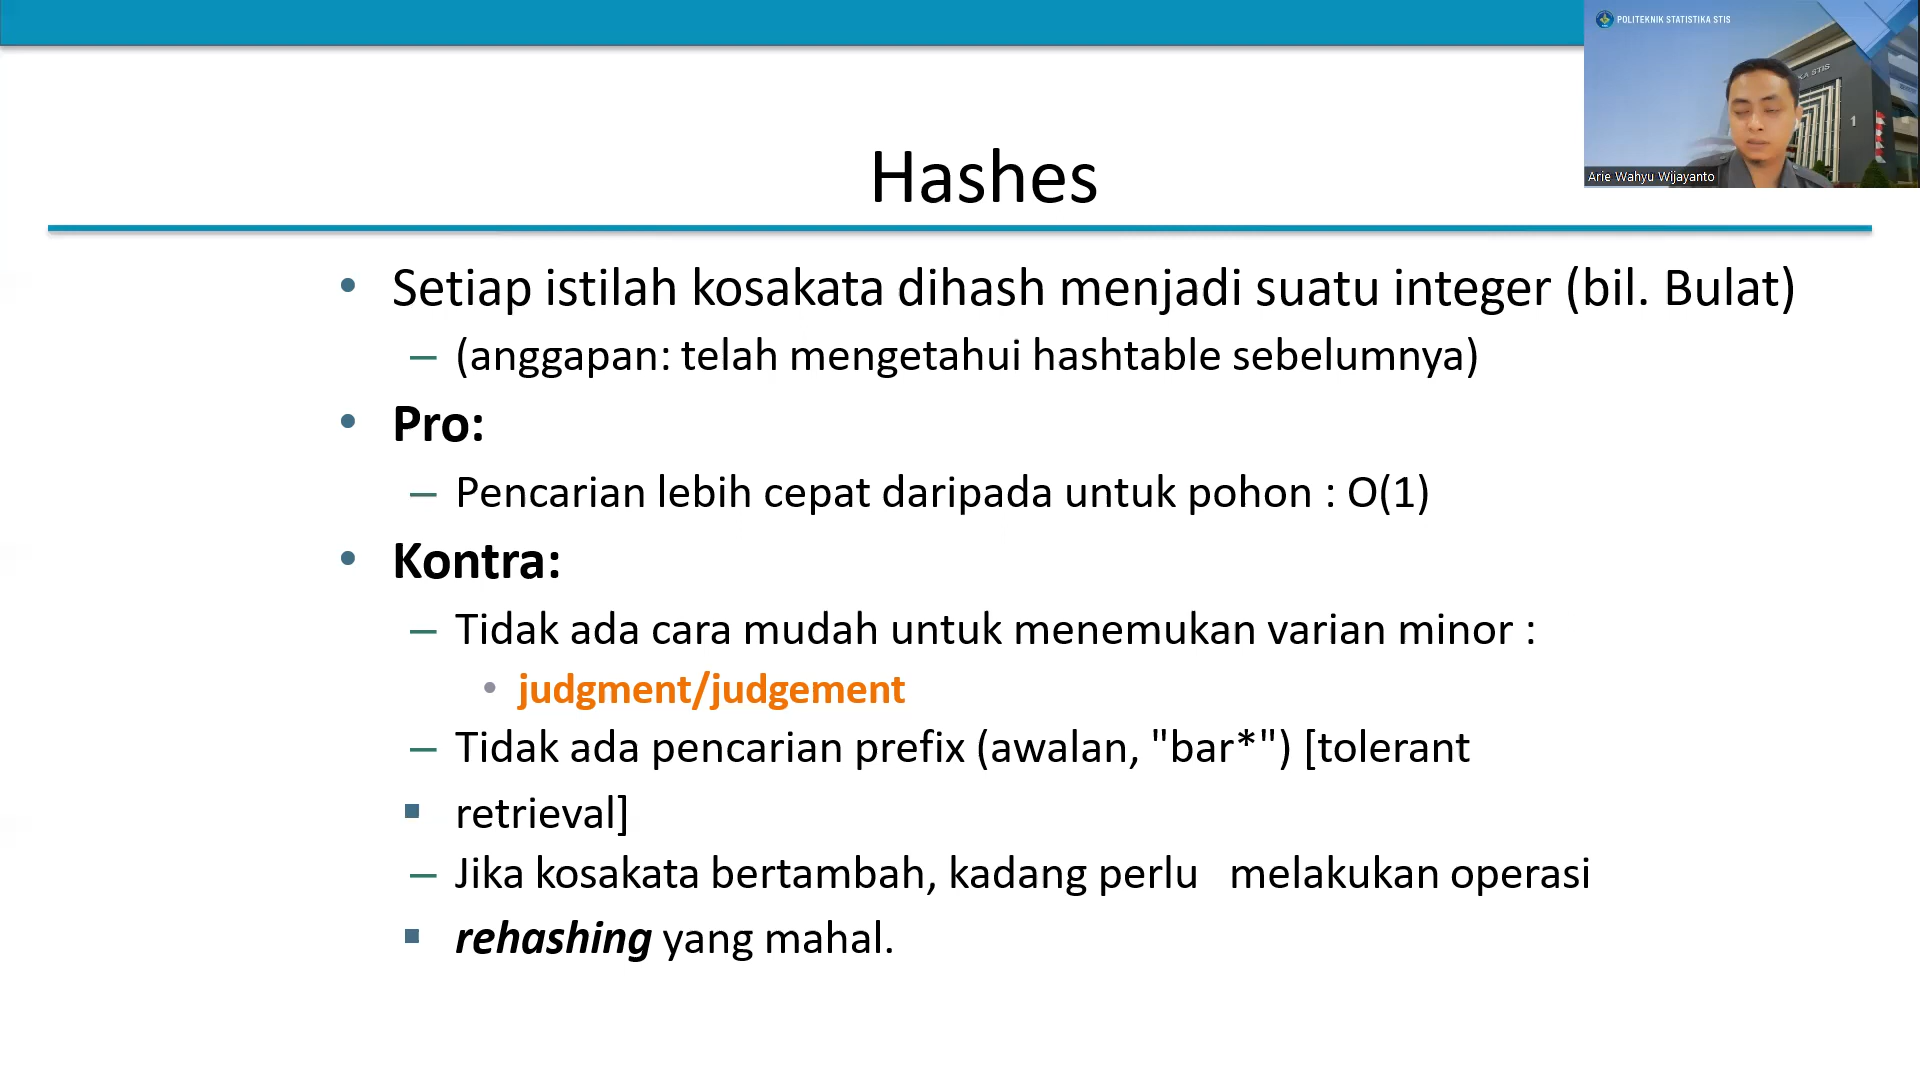 POLITEKNIK STATISTIKA STIS
KA STIS
1
Arie Wahyu Wijayanto
Hashes
• Setiap istilah kosakata dihash menjadi suatu integer (bil. Bulat)
– (anggapan: telah mengetahui hashtable sebelumnya)
• Pro:
– Pencarian lebih cepat daripada untuk pohon : O(1)
• Kontra:
– Tidak ada cara mudah untuk menemukan varian minor :
• judgment/judgement
– Tidak ada pencarian prefix (awalan, "bar*") [tolerant
▪ retrieval]
– Jika kosakata bertambah, kadang perlu melakukan operasi
▪ rehashing yang mahal.